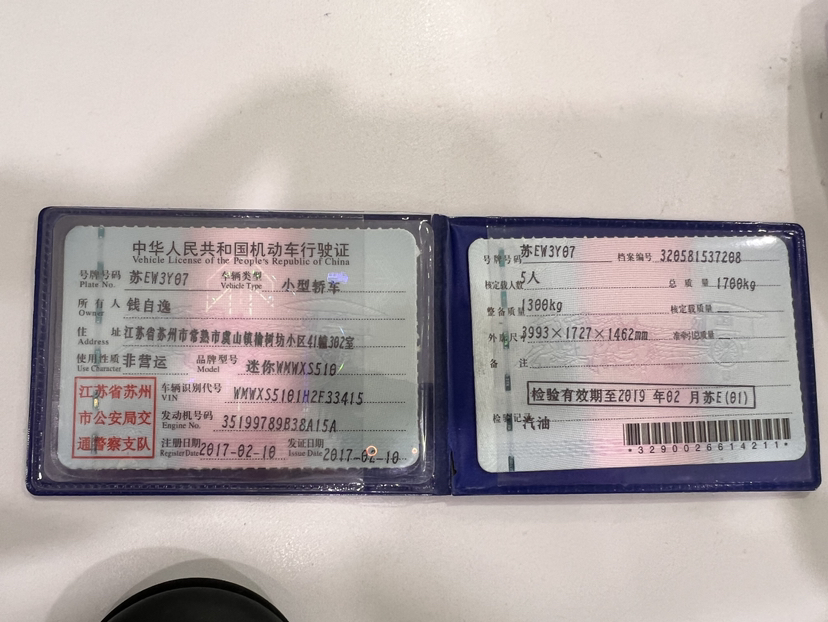 中华人民共和国机动车行驶证
Vehicle License of the People's Republic of China
号牌号码 苏EW3Y07 车辆类型 小型轿车
Plate No. Vehicle Type
所有人 钱自逸
Owner
住址 江苏省苏州市常熟市虞山镇榆树坊小区41幢302室
Address
使用性质 非营运 品牌型号 迷你WMWXS510
Use Character Model
江苏省苏州
市公安局交
通警察支队
车辆识别代号 WMWXS5101H2F33415
VIN
发动机号码 35199789B38A15A
Engine No.
注册日期 2017-02-10 发证日期 2017-02-10
Register Date Issue Date
号牌号码 苏EW3Y07 档案编号 320581537208
核定载人数 5人 总质量 1700kg
整备质量 1300kg 核定载质量 --
外廓尺寸 3993×1727×1462mm 准牵引总质量 --
备注
检验有效期至2019年02月苏E(01)
检验记录 汽油
*3290026614211*